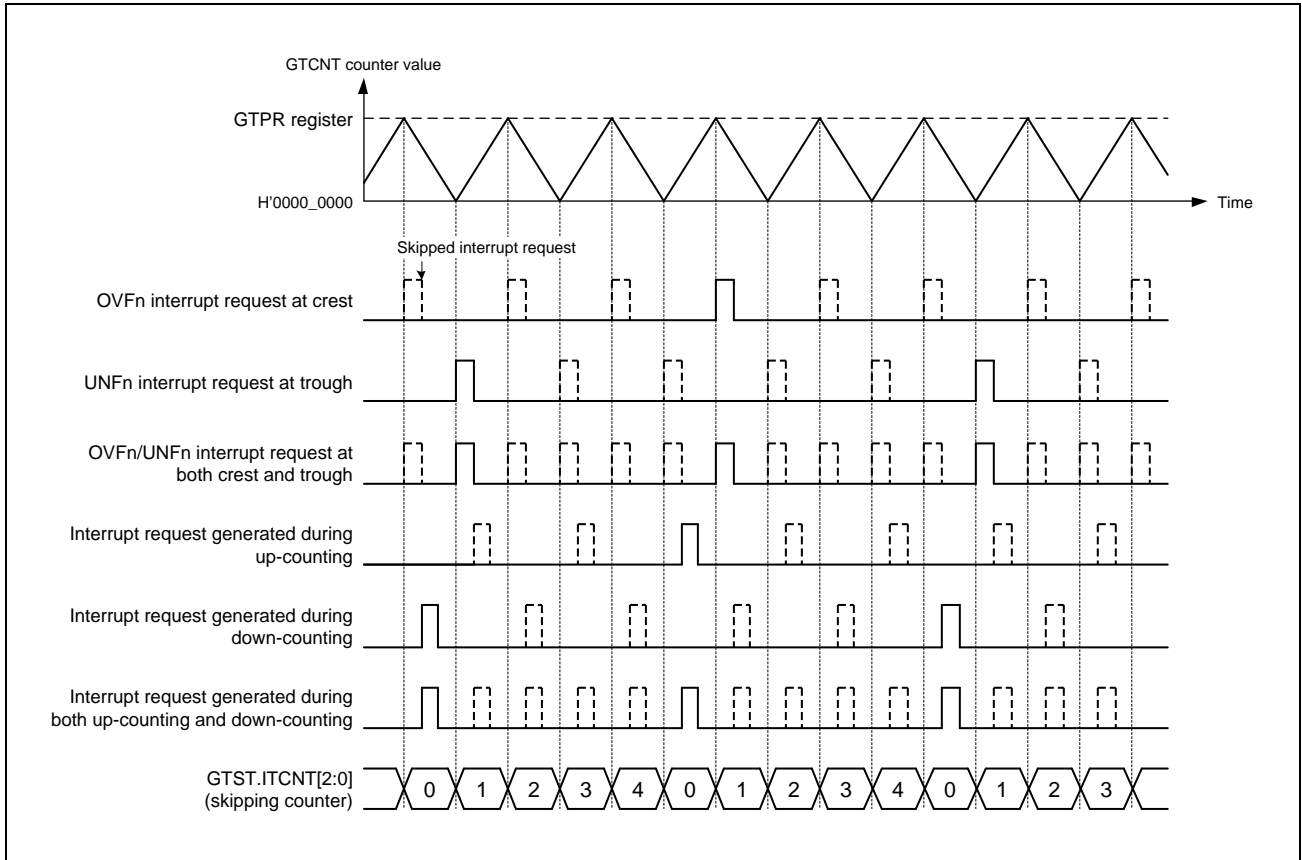 GTCNT counter value
GTPR register
H'0000_0000
Time
Skipped interrupt request
OVFn interrupt request at crest
UNFn interrupt request at trough
OVFn/UNFn interrupt request at
both crest and trough
Interrupt request generated during
up-counting
Interrupt request generated during
down-counting
Interrupt request generated during
both up-counting and down-counting
GTST.ITCNT[2:0]
(skipping counter)
0 1 2 3 4 0 1 2 3 4 0 1 2 3